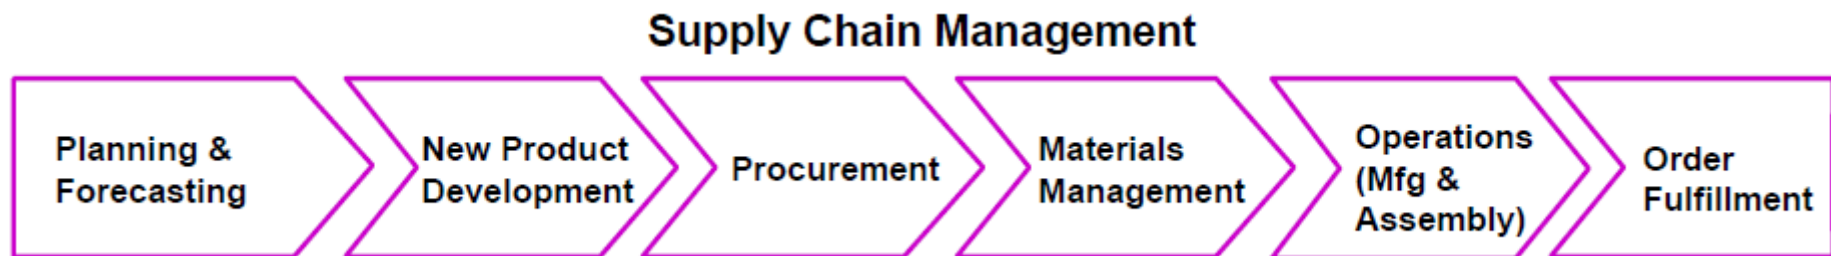 Supply Chain Management
Planning &
Forecasting
New Product
Development
Procurement
Materials
Management
Operations
(Mfg &
Assembly)
Order
Fulfillment